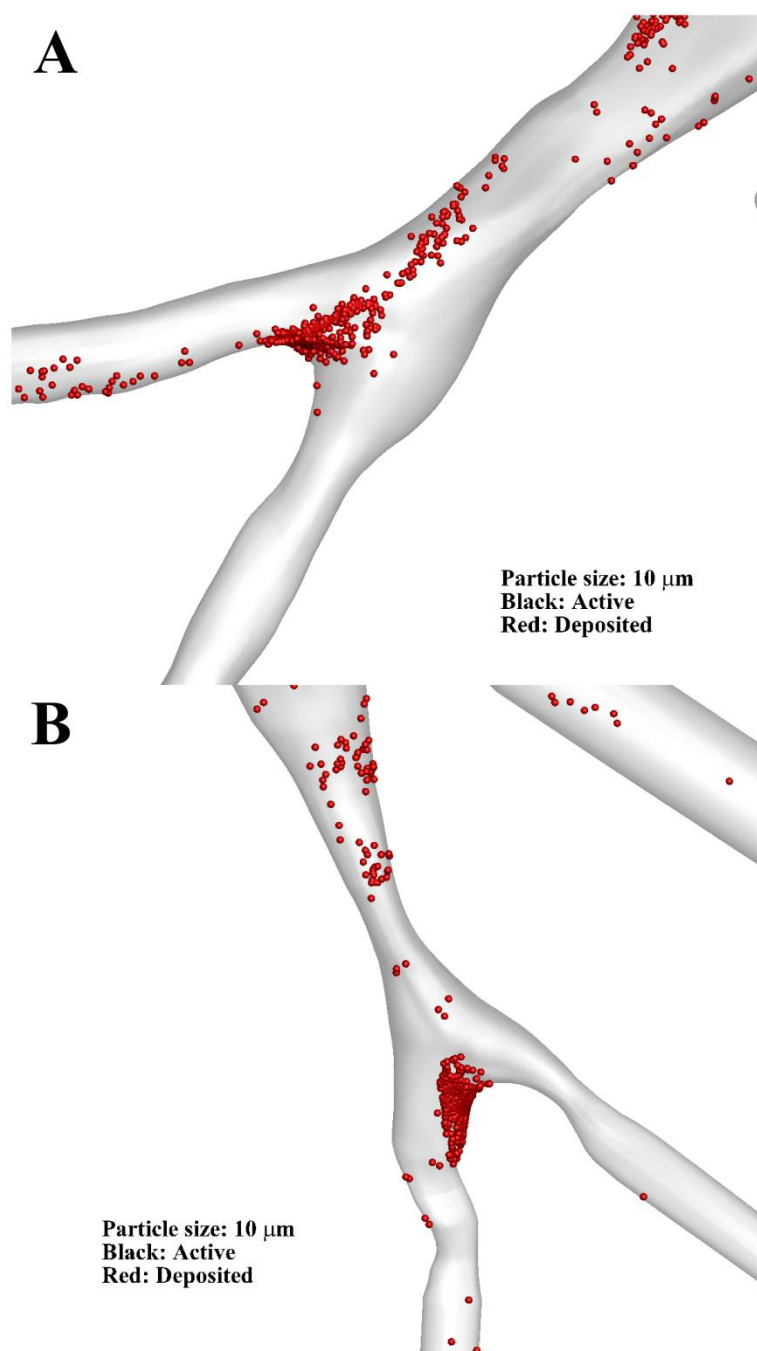 A
Particle size: 10 μm
Black: Active
Red: Deposited
B
Particle size: 10 μm
Black: Active
Red: Deposited